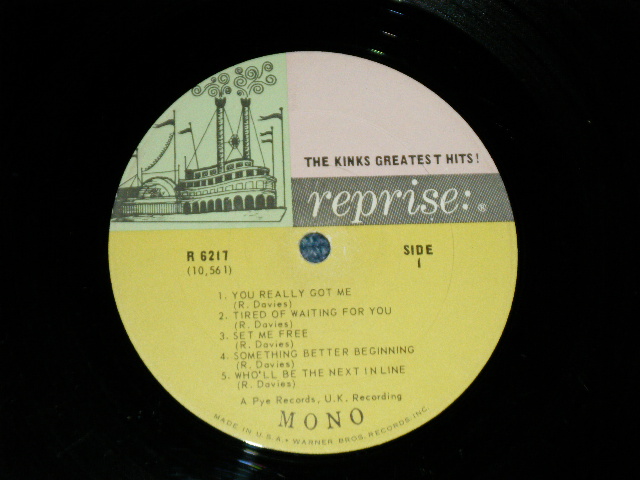 THE KINKS GREATEST HITS!
reprise: ®
R 6217
(10,561)
SIDE
1
1. YOU REALLY GOT ME
(R. Davies)
2. TIRED OF WAITING FOR YOU
(R. Davies)
3. SET ME FREE
(R. Davies)
4. SOMETHING BETTER BEGINNING
(R. Davies)
5. WHO'LL BE THE NEXT IN LINE
(R. Davies)
A Pye Records, U.K. Recording
MONO
MADE IN U.S.A. • WARNER BROS. RECORDS, INC.